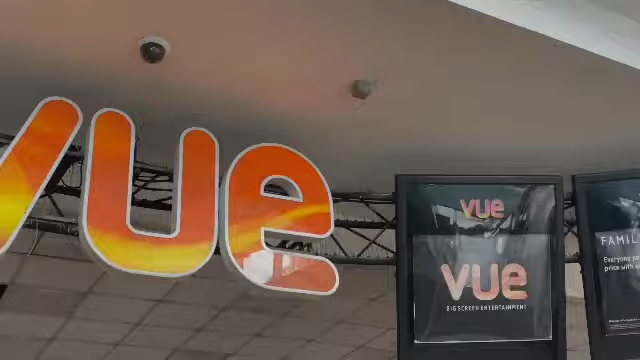 vue
vue
vue
BIG SCREEN ENTERTAINMENT
FAMIL
Everyone pa
price with o